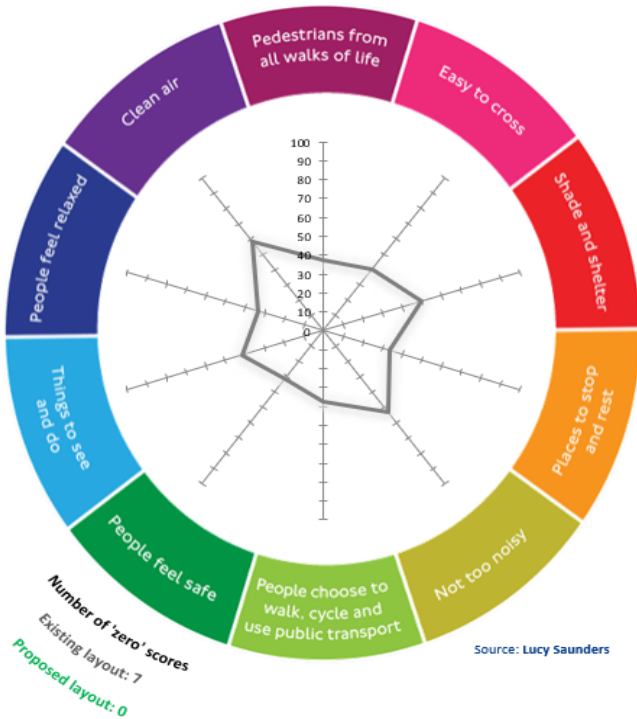 Pedestrians from
all walks of life
Easy to cross
Shade and shelter
Places to stop
and rest
Not too noisy
People choose to
walk, cycle and
use public transport
People feel safe
Things to see
and do
People feel relaxed
Clean air
100
90
80
70
60
50
40
30
20
10
0
Number of 'zero' scores
Existing layout: 7
Proposed layout: 0
Source: Lucy Saunders